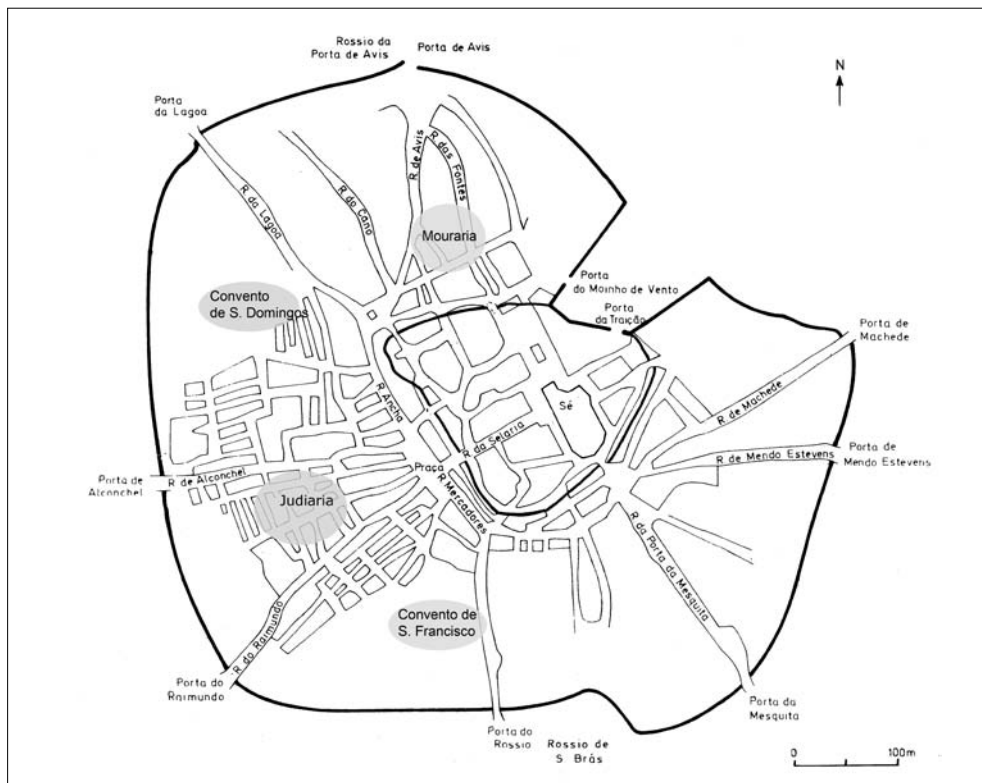 Rossio da
Porta de Avis
Porta de Avis
N
Porta
da Lagoa
R de Avis
R das Fontes
R do Cano
R da Lagoa
Mouraria
Porta
do Moinho de Vento
Convento
de S. Domingos
Porta
da Traição
Porta de
Machede
R Ancha
Sé
R de Machede
R da Selaria
Porta de
Mendo Estevens
R de Mendo Estevens
Praça
Porta de
Alconchel
R de Alconchel
R Mercadores
Judiaria
R da Porta da Mesquita
Convento de
S. Francisco
R do Raimundo
Porta do
Raimundo
Porta da
Mesquita
Porta do
Rossio
Rossio de
S Brás
0 100m